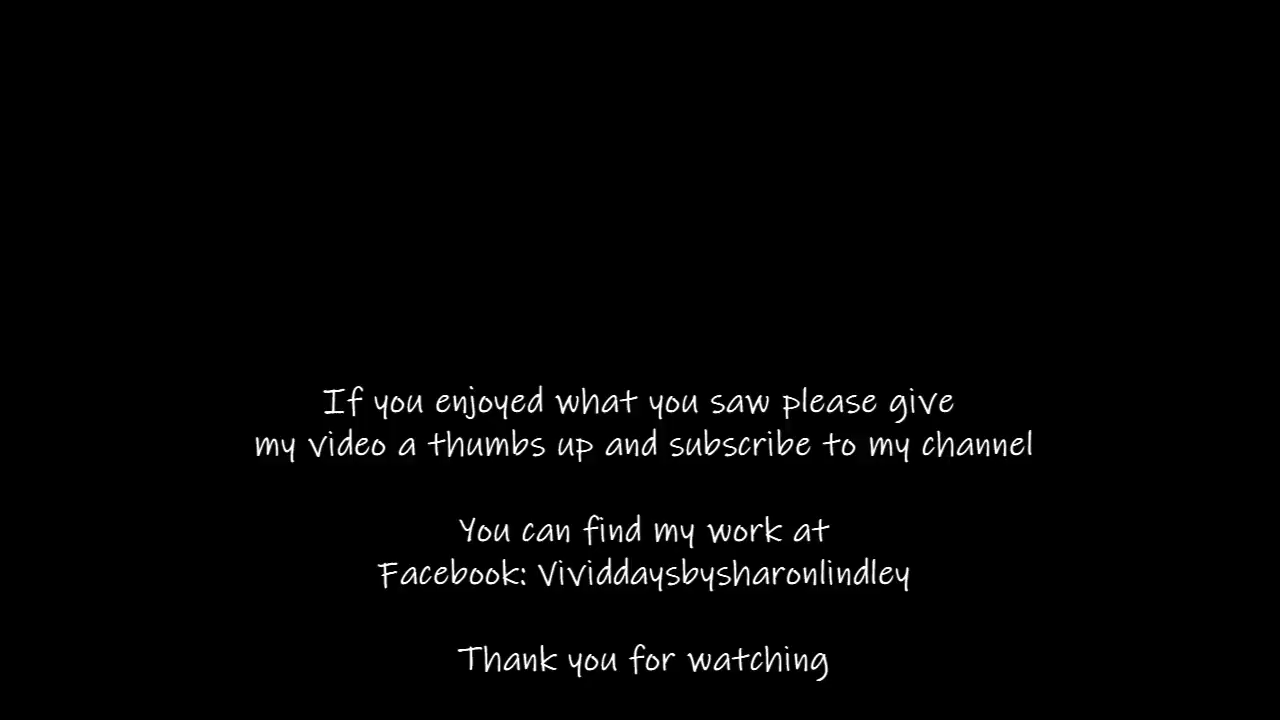 If you enjoyed what you saw please give
my video a thumbs up and subscribe to my channel
You can find my work at
Facebook: Vividdaysbysharonlindley
Thank you for watching